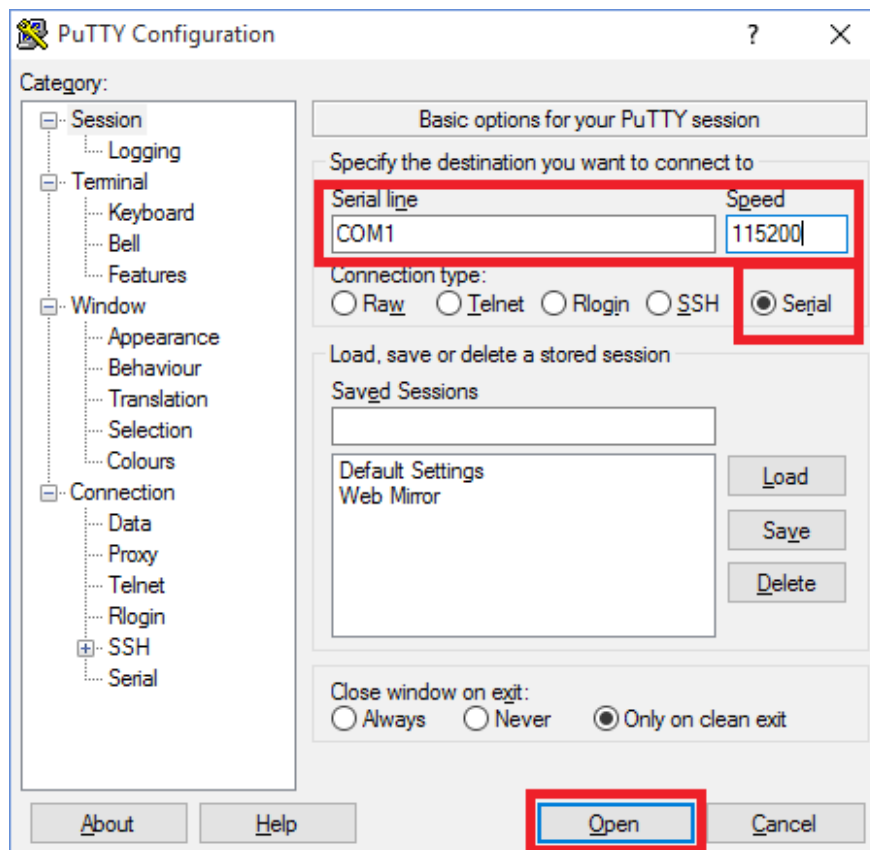 PuTTY Configuration
?
Category:
Session
Logging
Terminal
Keyboard
Bell
Features
Window
Appearance
Behaviour
Translation
Selection
Colours
Connection
Data
Proxy
Telnet
Rlogin
SSH
Serial
Basic options for your PuTTY session
Specify the destination you want to connect to
Serial line Speed
COM1 115200
Connection type:
Raw Telnet Rlogin SSH Serial
Load, save or delete a stored session
Saved Sessions
Default Settings
Web Mirror
Load
Save
Delete
Close window on exit:
Always Never Only on clean exit
About Help Open Cancel